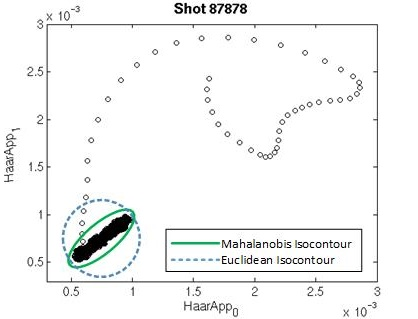 Shot 87878
x 10⁻³
3
2.5
2
1.5
1
0.5
HaarApp₁
Mahalanobis Isocontour
Euclidean Isocontour
0.5 1 1.5 2 2.5 3
HaarApp₀
x 10⁻³